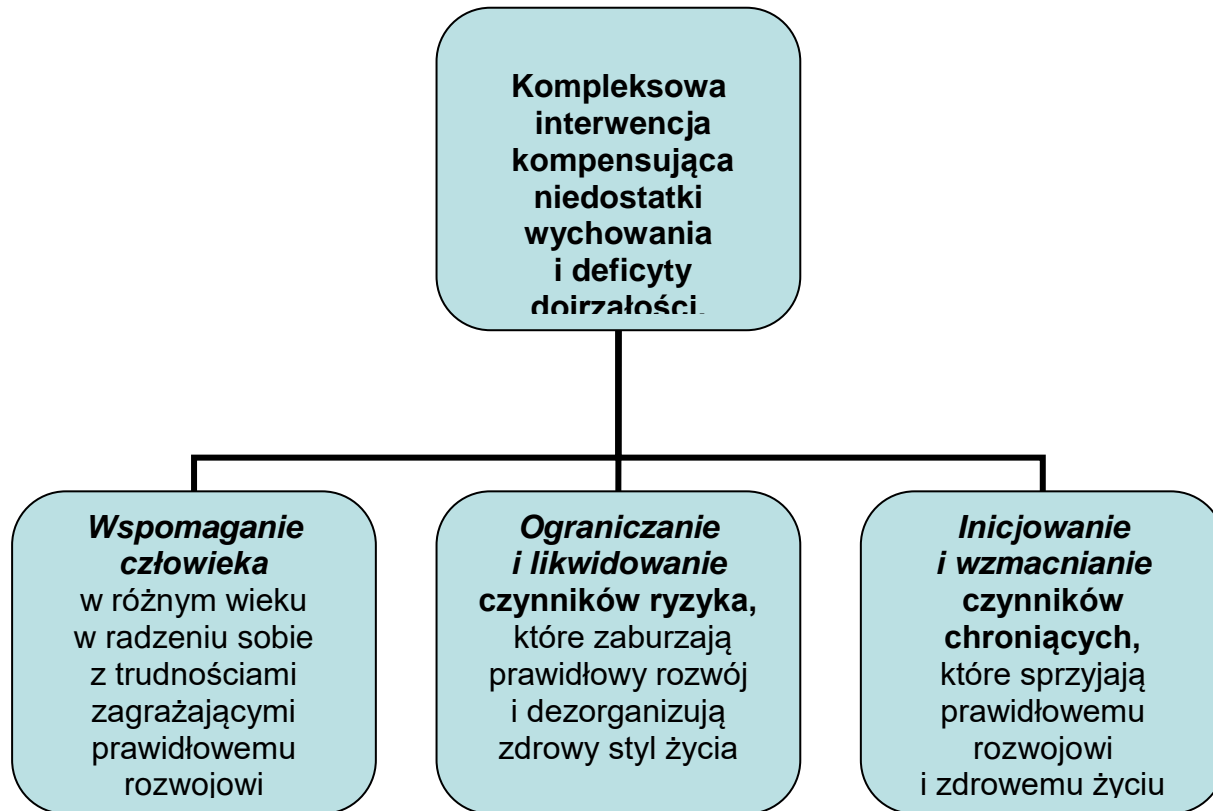 Kompleksowa
interwencja
kompensująca
niedostatki
wychowania
i deficyty
dojrzałości.
Wspomaganie
człowieka
w różnym wieku
w radzeniu sobie
z trudnościami
zagrażającymi
prawidłowemu
rozwojowi
Ograniczanie
i likwidowanie
czynników ryzyka,
które zaburzają
prawidłowy rozwój
i dezorganizują
zdrowy styl życia
Inicjowanie
i wzmacnianie
czynników
chroniących,
które sprzyjają
prawidłowemu
rozwojowi
i zdrowemu życiu